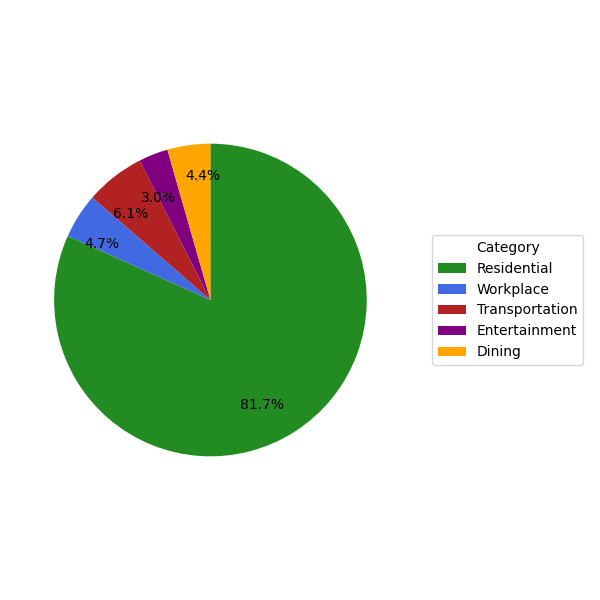 4.4%
3.0%
6.1%
4.7%
81.7%
Category
Residential
Workplace
Transportation
Entertainment
Dining